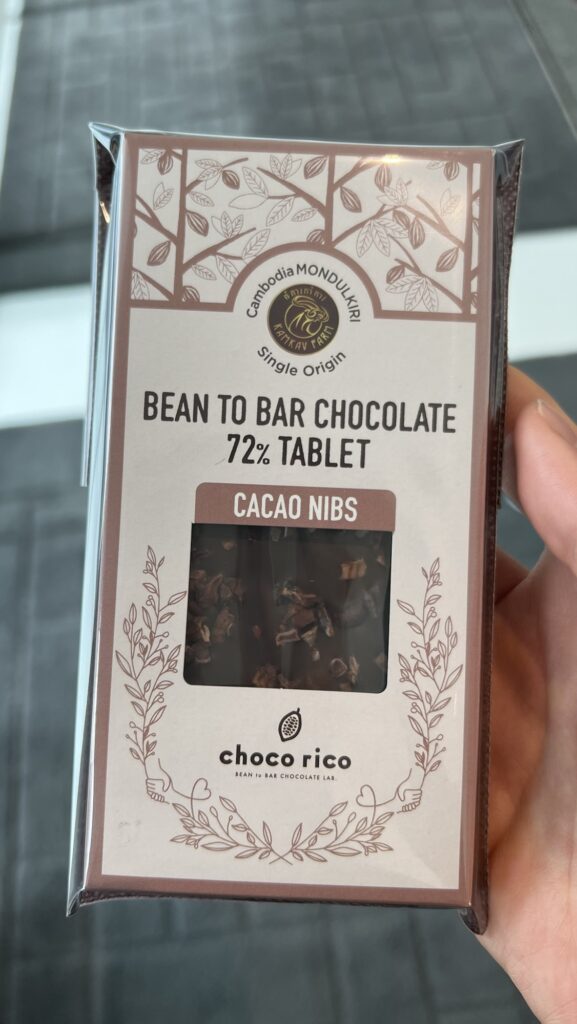 Cambodia MONDULKIRI
KAMKAV FARM
Single Origin
BEAN TO BAR CHOCOLATE
72% TABLET
CACAO NIBS
choco rico
BEAN to BAR CHOCOLATE LAB.